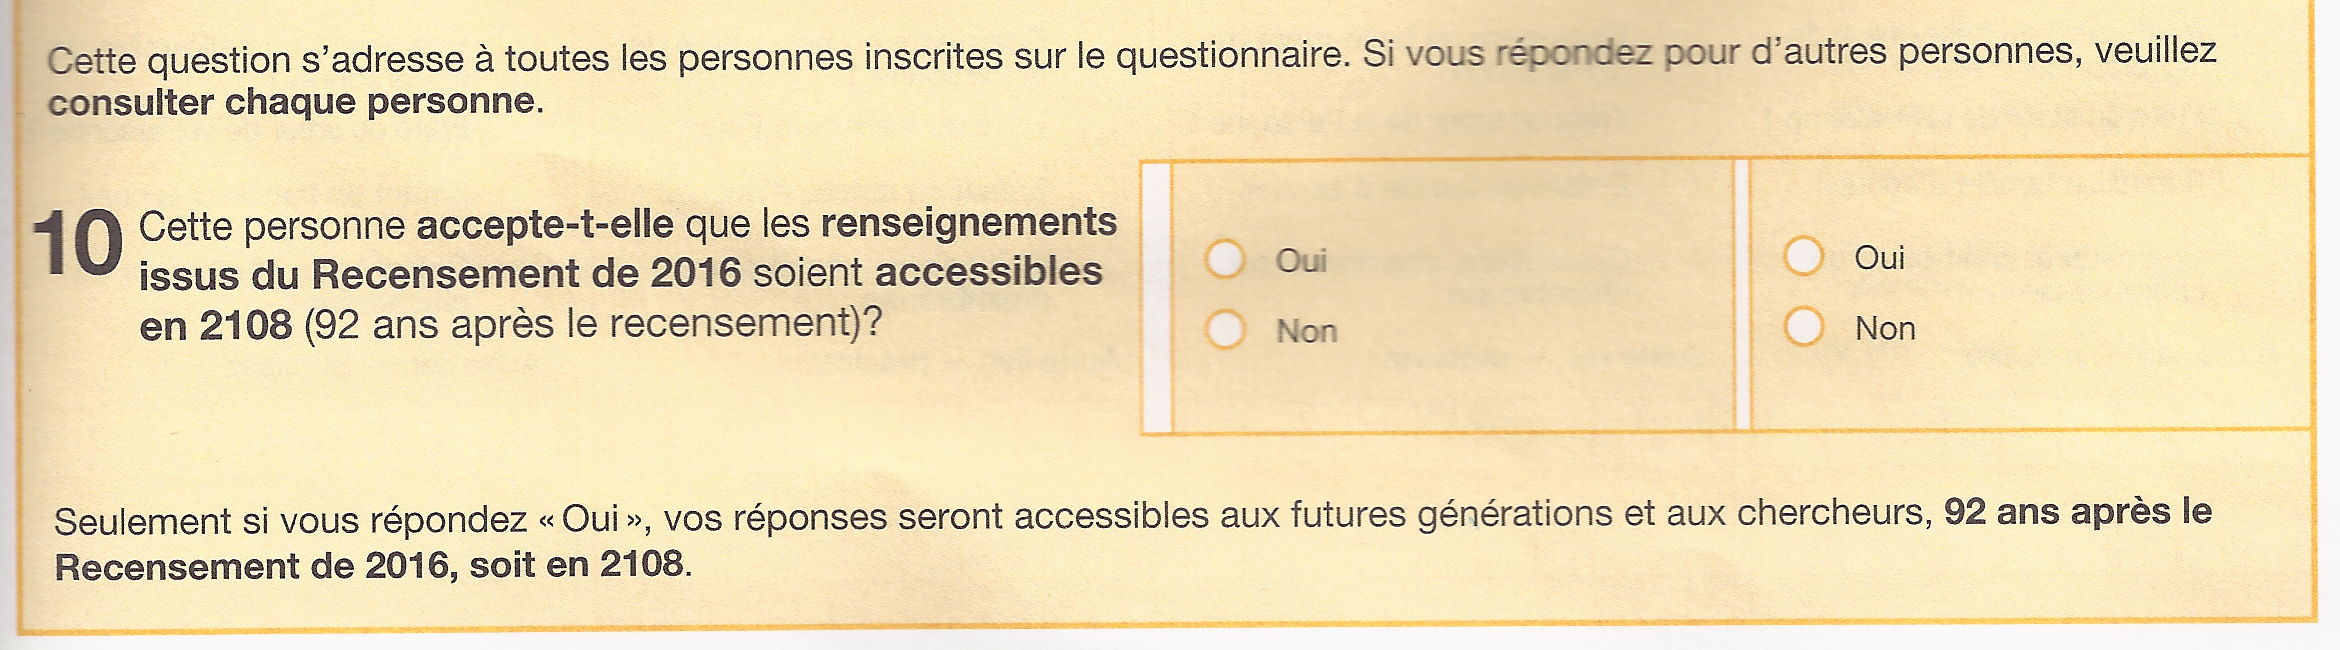 Cette question s’adresse à toutes les personnes inscrites sur le questionnaire. Si vous répondez pour d’autres personnes, veuillez
consulter chaque personne.
10 Cette personne accepte-t-elle que les renseignements
issus du Recensement de 2016 soient accessibles
en 2108 (92 ans après le recensement)?
Oui
Non
Oui
Non
Seulement si vous répondez « Oui », vos réponses seront accessibles aux futures générations et aux chercheurs, 92 ans après le
Recensement de 2016, soit en 2108.